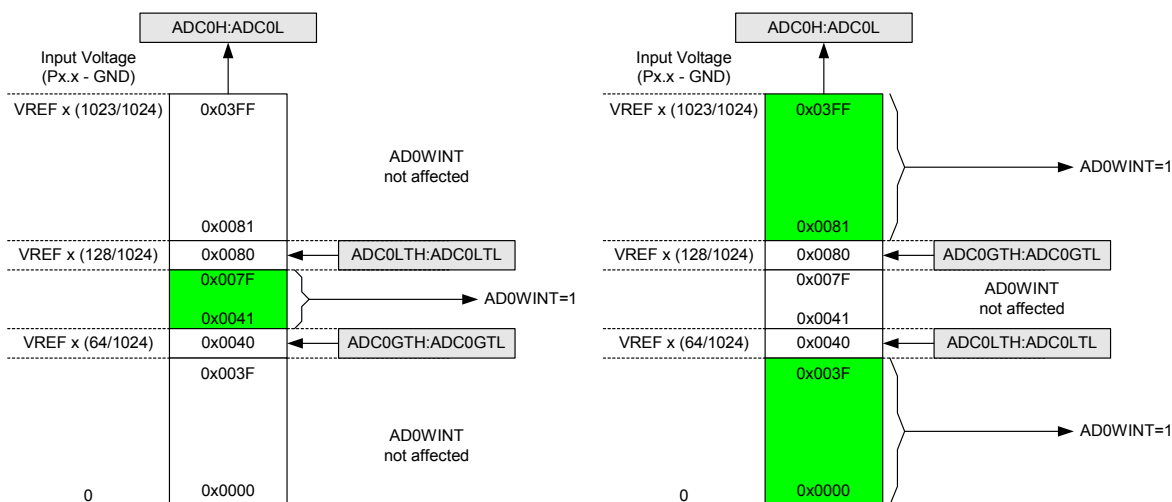 ADC0H:ADC0L
Input Voltage
(Px.x - GND)
VREF x (1023/1024)
0x03FF
AD0WINT
not affected
0x0081
VREF x (128/1024)
0x0080
ADC0LTH:ADC0LTL
0x007F
AD0WINT=1
0x0041
VREF x (64/1024)
0x0040
ADC0GTH:ADC0GTL
0x003F
AD0WINT
not affected
0
0x0000
ADC0H:ADC0L
Input Voltage
(Px.x - GND)
VREF x (1023/1024)
0x03FF
AD0WINT=1
0x0081
VREF x (128/1024)
0x0080
ADC0GTH:ADC0GTL
0x007F
AD0WINT
not affected
0x0041
VREF x (64/1024)
0x0040
ADC0LTH:ADC0LTL
0x003F
AD0WINT=1
0
0x0000